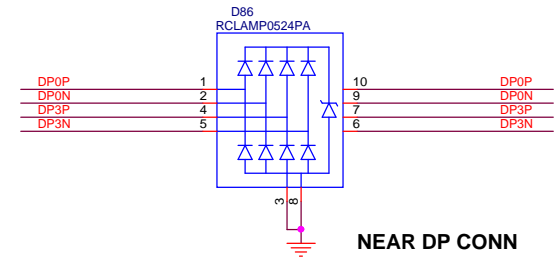 D86
RCLAMP0524PA
DP0P 1 10 DP0P
DP0N 2 9 DP0N
DP3P 4 7 DP3P
DP3N 5 6 DP3N
3 8
NEAR DP CONN